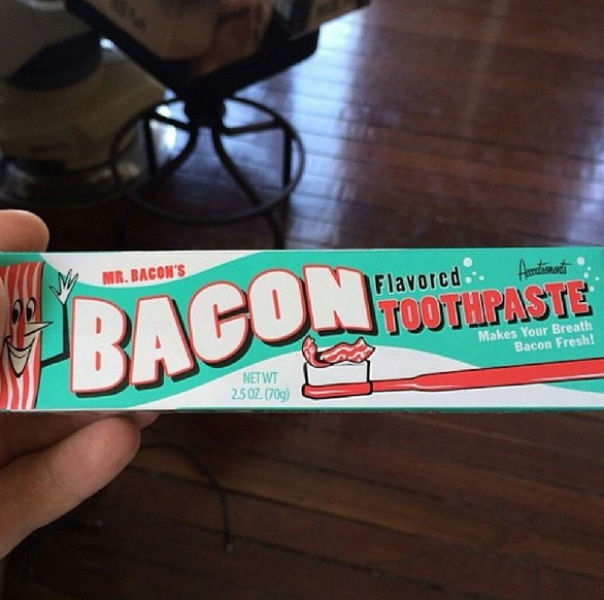 MR. BACON'S
BACON
Flavored
TOOTHPASTE
Accoutrements
Makes Your Breath
Bacon Fresh!
NET WT
2.5 OZ. (70g)